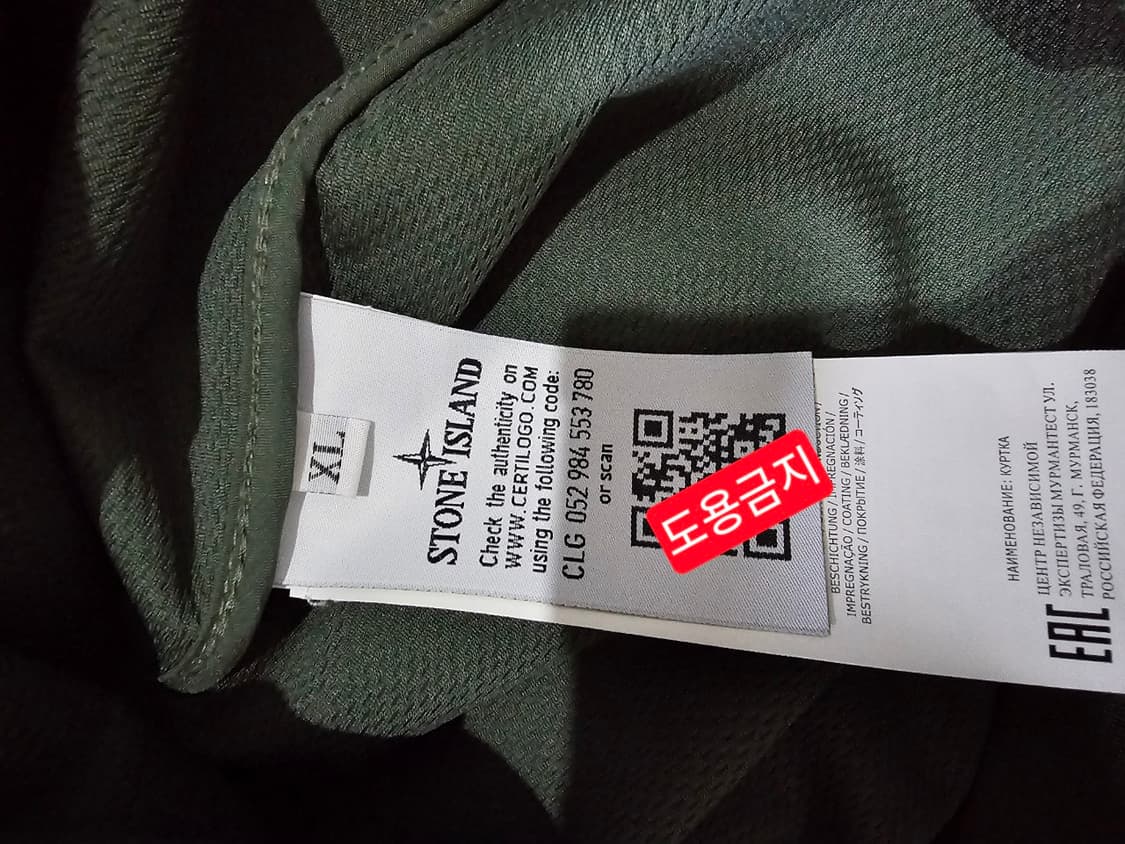 XL
STONE ISLAND
Check the authenticity on
WWW.CERTILOGO.COM
using the following code:
CLG 052 984 553 780
or scan
도용금지
BESCHICHTUNG / IMPREGNACIÓN /
IMPREGNAÇÃO / COATING / BEKLÆDNING /
BESTRYKNING / ПОКРЫТИЕ / 涂料 / コーティング
НАИМЕНОВАНИЕ: КУРТКА
ЦЕНТР НЕЗАВИСИМОЙ
ЭКСПЕРТИЗЫ МУРМАНТЕСТ УЛ.
ТРАЛОВАЯ, 49, Г. МУРМАНСК,
РОССИЙСКАЯ ФЕДЕРАЦИЯ, 183038
EAC